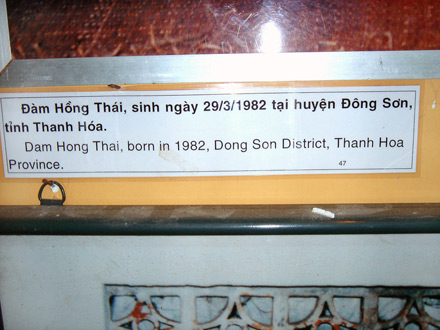 Đàm Hồng Thái, sinh ngày 29/3/1982 tại huyện Đông Sơn,
tỉnh Thanh Hóa.
Dam Hong Thai, born in 1982, Dong Son District, Thanh Hoa
Province.
47